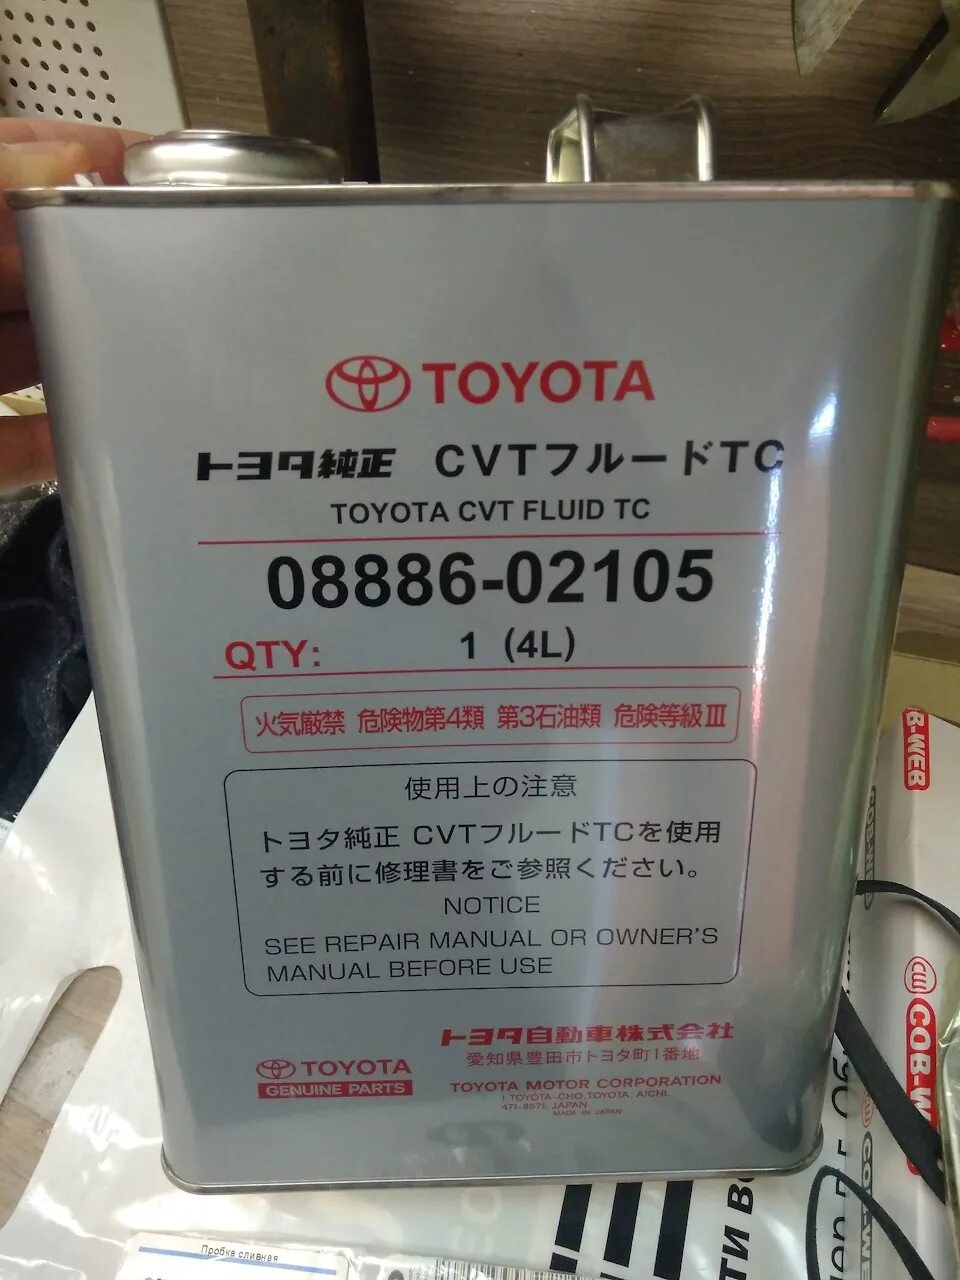 TOYOTA
トヨタ純正 CVTフルードTC
TOYOTA CVT FLUID TC
08886-02105
QTY: 1 (4L)
火気厳禁 危険物第4類 第3石油類 危険等級Ⅲ
使用上の注意
トヨタ純正 CVTフルードTCを使用
する前に修理書をご参照ください。
NOTICE
SEE REPAIR MANUAL OR OWNER'S
MANUAL BEFORE USE
トヨタ自動車株式会社
愛知県豊田市トヨタ町1番地
TOYOTA
GENUINE PARTS
TOYOTA MOTOR CORPORATION
1, TOYOTA-CHO, TOYOTA, AICHI,
471-8571, JAPAN
MADE IN JAPAN
B-WEB
COB-W
Пробка сливная